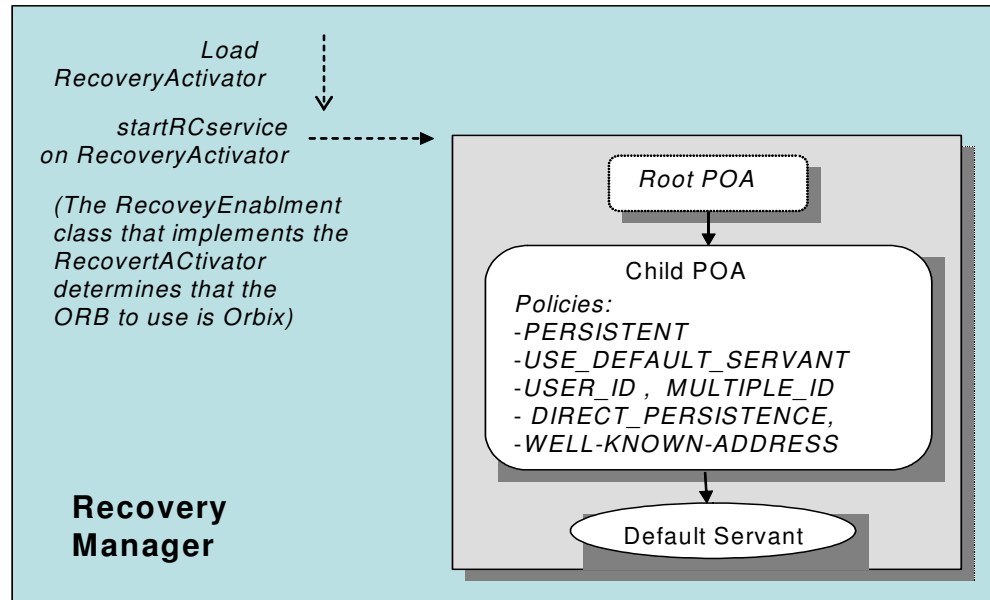 Load
RecoveryActivator
startRCservice
on RecoveryActivator
(The RecoveyEnablment
class that implements the
RecovertACtivator
determines that the
ORB to use is Orbix)
Recovery
Manager
Root POA
Child POA
Policies:
-PERSISTENT
-USE_DEFAULT_SERVANT
-USER_ID , MULTIPLE_ID
- DIRECT_PERSISTENCE,
-WELL-KNOWN-ADDRESS
Default Servant